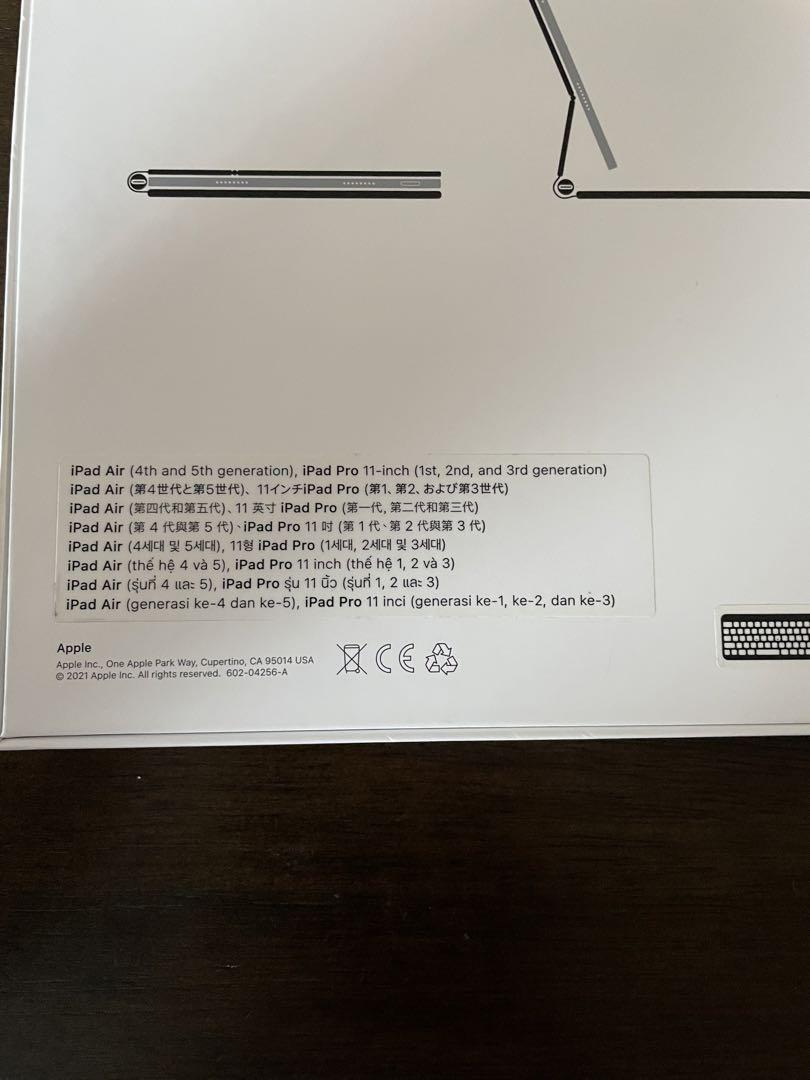 iPad Air (4th and 5th generation), iPad Pro 11-inch (1st, 2nd, and 3rd generation)
iPad Air (第4世代と第5世代)、11インチiPad Pro (第1、第2、および第3世代)
iPad Air (第四代和第五代)、11 英寸 iPad Pro (第一代, 第二代和第三代)
iPad Air (第 4 代與第 5 代)、iPad Pro 11 吋 (第 1 代、第 2 代與第 3 代)
iPad Air (4세대 및 5세대), 11형 iPad Pro (1세대, 2세대 및 3세대)
iPad Air (thế hệ 4 và 5), iPad Pro 11 inch (thế hệ 1, 2 và 3)
iPad Air (รุ่นที่ 4 และ 5), iPad Pro รุ่น 11 นิ้ว (รุ่นที่ 1, 2 และ 3)
iPad Air (generasi ke-4 dan ke-5), iPad Pro 11 inci (generasi ke-1, ke-2, dan ke-3)
Apple
Apple Inc., One Apple Park Way, Cupertino, CA 95014 USA
© 2021 Apple Inc. All rights reserved. 602-04256-A
CE